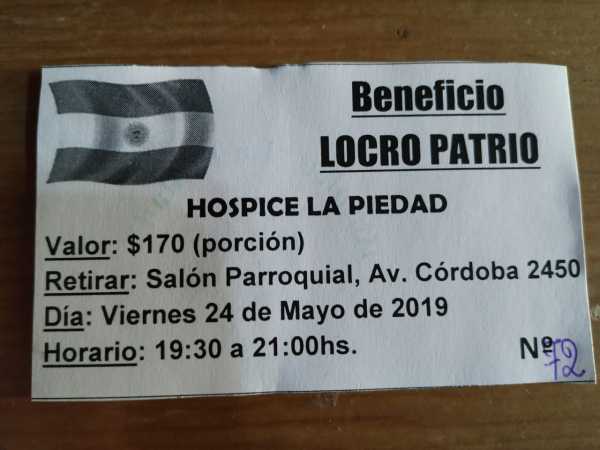 Beneficio
LOCRO PATRIO
HOSPICE LA PIEDAD
Valor: $170 (porción)
Retirar: Salón Parroquial, Av. Córdoba 2450
Día: Viernes 24 de Mayo de 2019
Horario: 19:30 a 21:00hs.
Nº 72